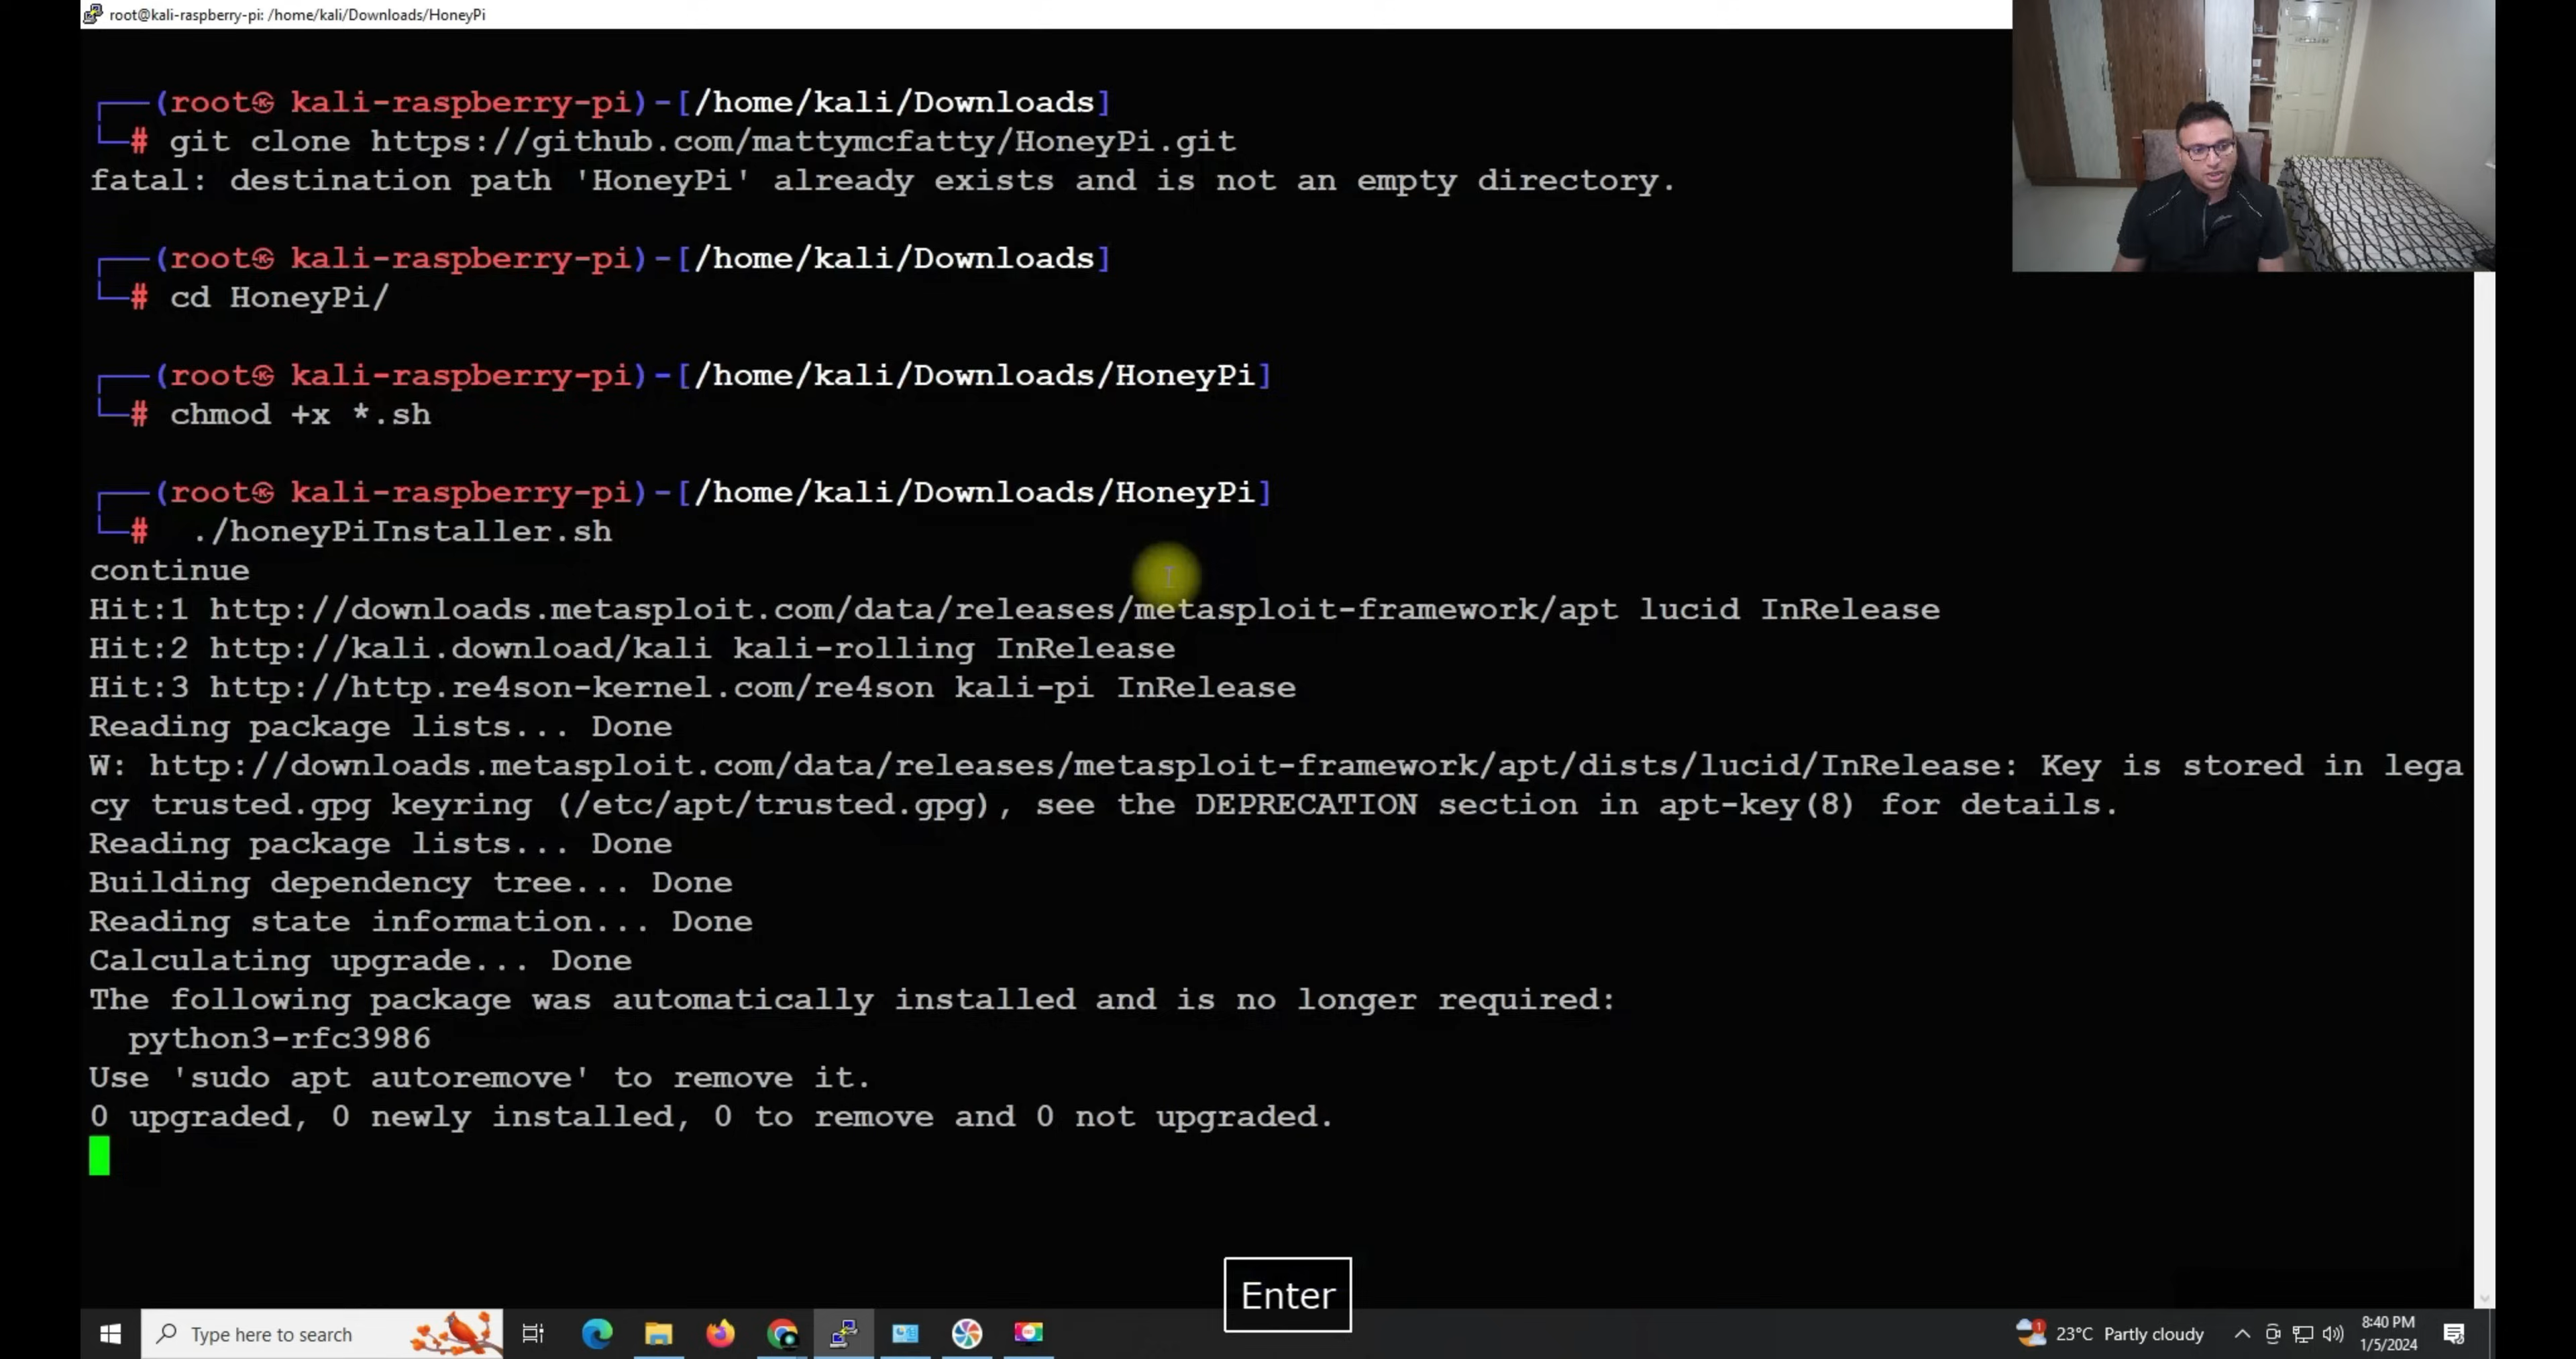 root@kali-raspberry-pi: /home/kali/Downloads/HoneyPi
(root㉿ kali-raspberry-pi)-[/home/kali/Downloads]
# git clone https://github.com/mattymcfatty/HoneyPi.git
fatal: destination path 'HoneyPi' already exists and is not an empty directory.
(root㉿ kali-raspberry-pi)-[/home/kali/Downloads]
# cd HoneyPi/
(root㉿ kali-raspberry-pi)-[/home/kali/Downloads/HoneyPi]
# chmod +x *.sh
(root㉿ kali-raspberry-pi)-[/home/kali/Downloads/HoneyPi]
# ./honeyPiInstaller.sh
continue
Hit:1 http://downloads.metasploit.com/data/releases/metasploit-framework/apt lucid InRelease
Hit:2 http://kali.download/kali kali-rolling InRelease
Hit:3 http://http.re4son-kernel.com/re4son kali-pi InRelease
Reading package lists... Done
W: http://downloads.metasploit.com/data/releases/metasploit-framework/apt/dists/lucid/InRelease: Key is stored in lega
cy trusted.gpg keyring (/etc/apt/trusted.gpg), see the DEPRECATION section in apt-key(8) for details.
Reading package lists... Done
Building dependency tree... Done
Reading state information... Done
Calculating upgrade... Done
The following package was automatically installed and is no longer required:
python3-rfc3986
Use 'sudo apt autoremove' to remove it.
0 upgraded, 0 newly installed, 0 to remove and 0 not upgraded.
Enter
Type here to search
1
23°C Partly cloudy
8:40 PM
1/5/2024